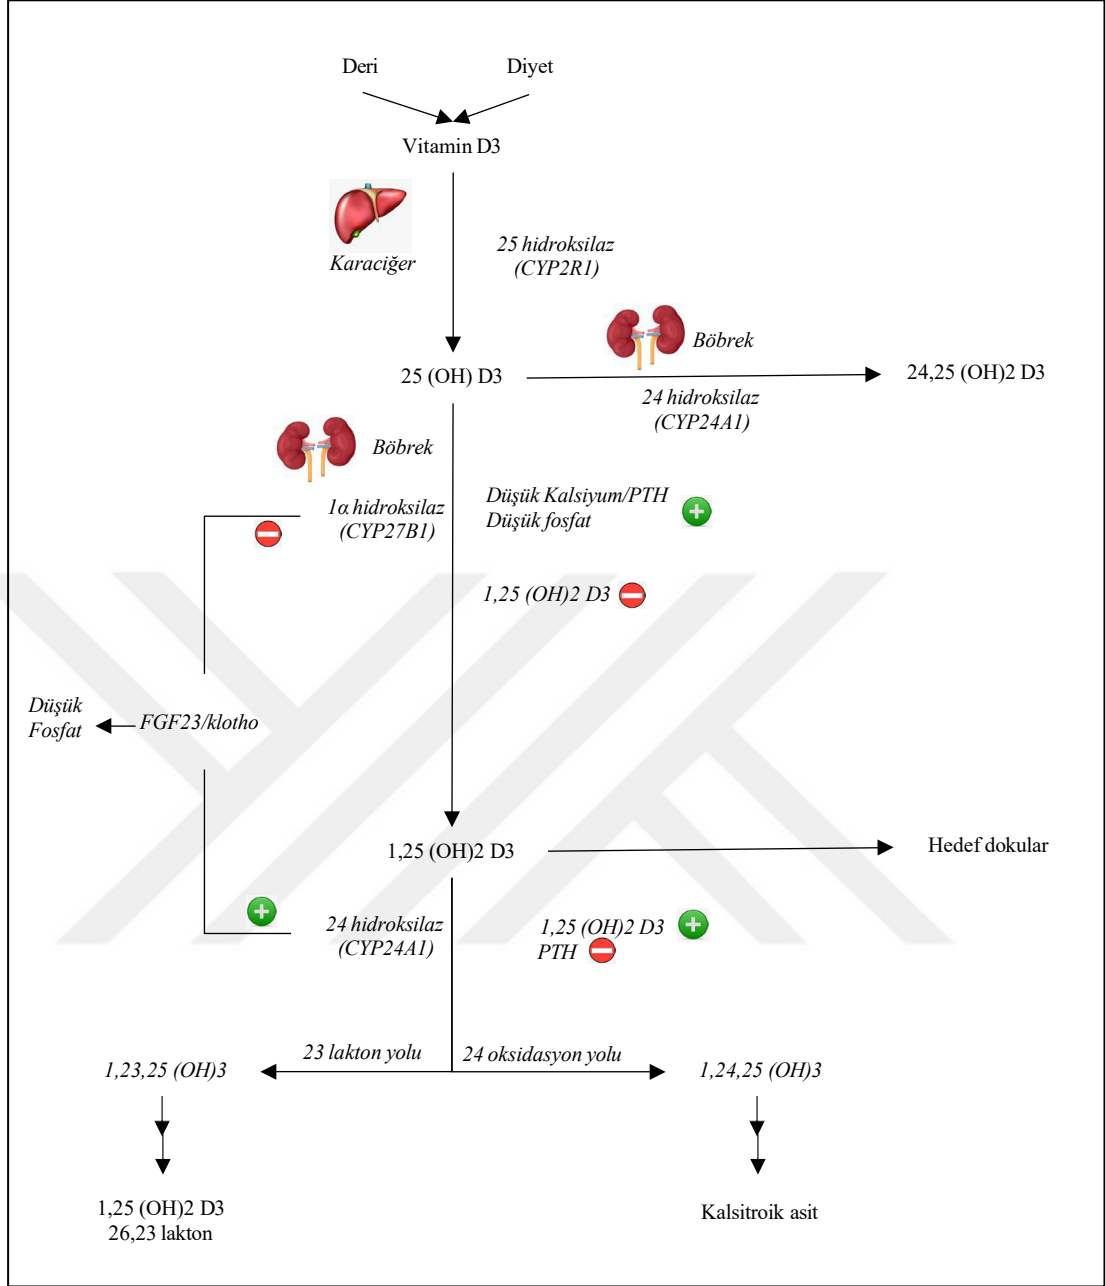 Deri
Diyet
Vitamin D3
Karaciğer
25 hidroksilaz
(CYP2R1)
Böbrek
25 (OH) D3
24,25 (OH)2 D3
24 hidroksilaz
(CYP24A1)
Böbrek
1α hidroksilaz
(CYP27B1)
Düşük Kalsiyum/PTH
Düşük fosfat
1,25 (OH)2 D3
Düşük
Fosfat
FGF23/klotho
1,25 (OH)2 D3
Hedef dokular
24 hidroksilaz
(CYP24A1)
1,25 (OH)2 D3
PTH
23 lakton yolu
24 oksidasyon yolu
1,23,25 (OH)3
1,24,25 (OH)3
1,25 (OH)2 D3
26,23 lakton
Kalsitroik asit